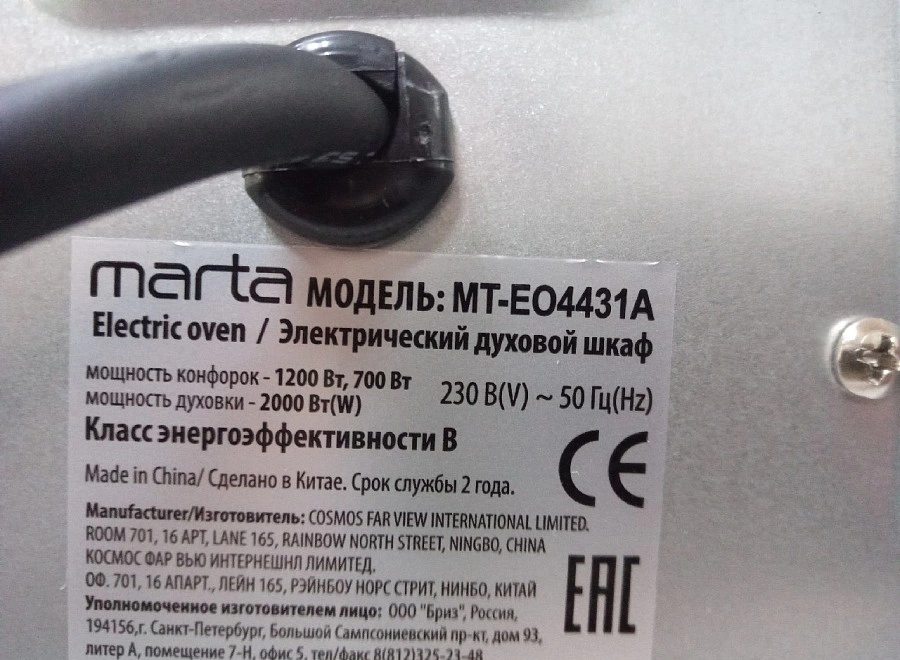 marta МОДЕЛЬ: MT-EO4431A
Electric oven / Электрический духовой шкаф
мощность конфорок - 1200 Вт, 700 Вт
мощность духовки - 2000 Вт(W)
230 В(V) ~ 50 Гц(Hz)
Класс энергоэффективности В
CE
Made in China/ Сделано в Китае. Срок службы 2 года.
Manufacturer/Изготовитель: COSMOS FAR VIEW INTERNATIONAL LIMITED.
ROOM 701, 16 APT, LANE 165, RAINBOW NORTH STREET, NINGBO, CHINA
КОСМОС ФАР ВЬЮ ИНТЕРНЕШНЛ ЛИМИТЕД.
ОФ. 701, 16 АПАРТ., ЛЕЙН 165, РЭЙНБОУ НОРС СТРИТ, НИНБО, КИТАЙ
EAC
Уполномоченное изготовителем лицо: ООО "Бриз", Россия,
194156,г. Санкт-Петербург, Большой Сампсониевский пр-кт, дом 93,
литер А, помещение 7-Н, офис 5, тел/факс 8(812)325-23-48